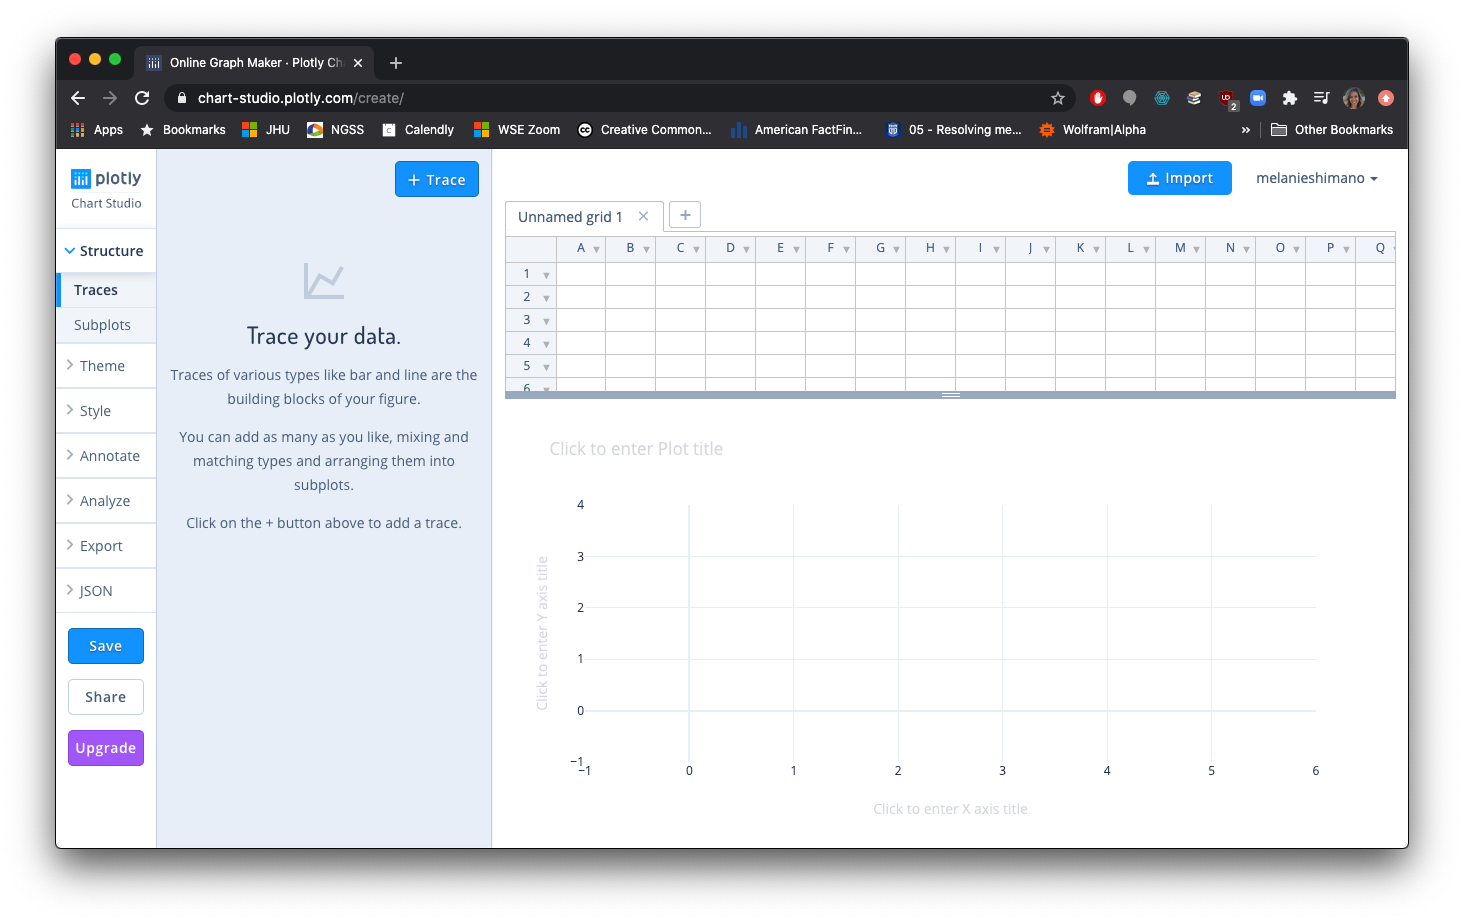 Online Graph Maker · Plotly Ch
chart-studio.plotly.com/create/
2
Apps Bookmarks JHU NGSS Calendly WSE Zoom Creative Common... American FactFin... 05 - Resolving me... Wolfram|Alpha » Other Bookmarks
plotly
Chart Studio
Structure
Traces
Subplots
Theme
Style
Annotate
Analyze
Export
JSON
Save
Share
Upgrade
+ Trace
Trace your data.
Traces of various types like bar and line are the
building blocks of your figure.
You can add as many as you like, mixing and
matching types and arranging them into
subplots.
Click on the + button above to add a trace.
Import
melanieshimano
Unnamed grid 1
A B C D E F G H I J K L M N O P Q
1
2
3
4
5
6
Click to enter Plot title
Click to enter Y axis title
4
3
2
1
0
−1
−1 0 1 2 3 4 5 6
Click to enter X axis title